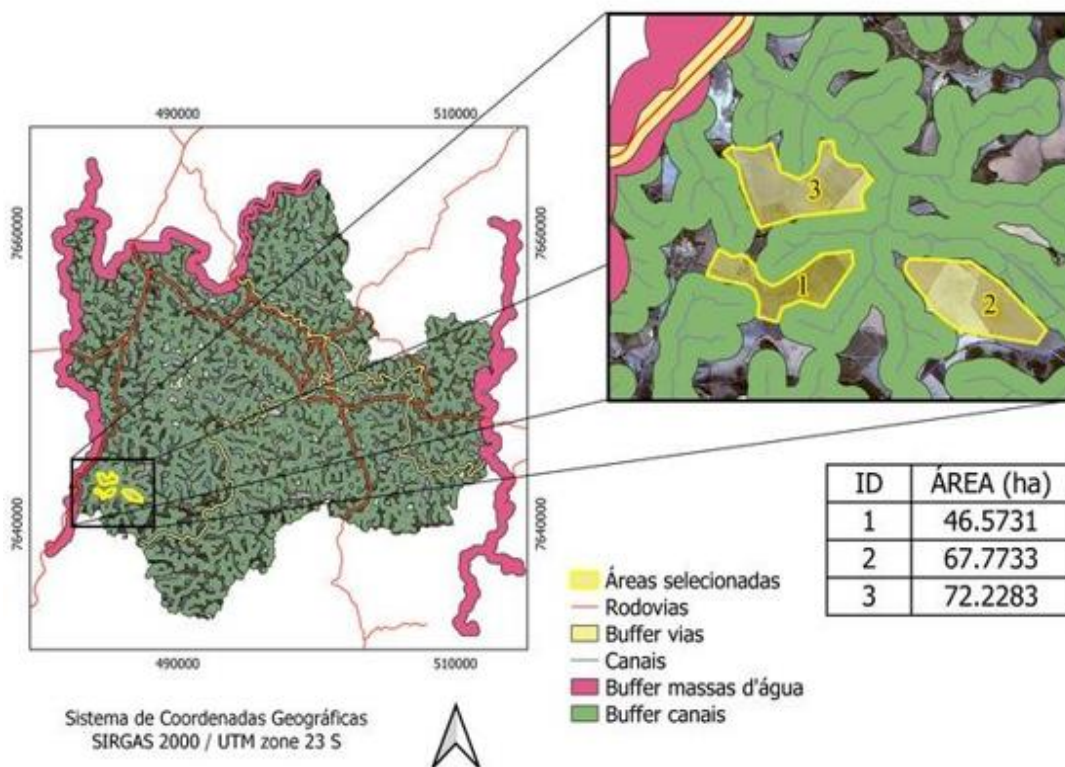 490000
510000
7660000
7660000
7640000
7640000
490000
510000
3
1
2
ID ÁREA (ha)
1 46.5731
2 67.7733
3 72.2283
Áreas selecionadas
Rodovias
Buffer vias
Canais
Buffer massas d'água
Buffer canais
Sistema de Coordenadas Geográficas
SIRGAS 2000 / UTM zone 23 S